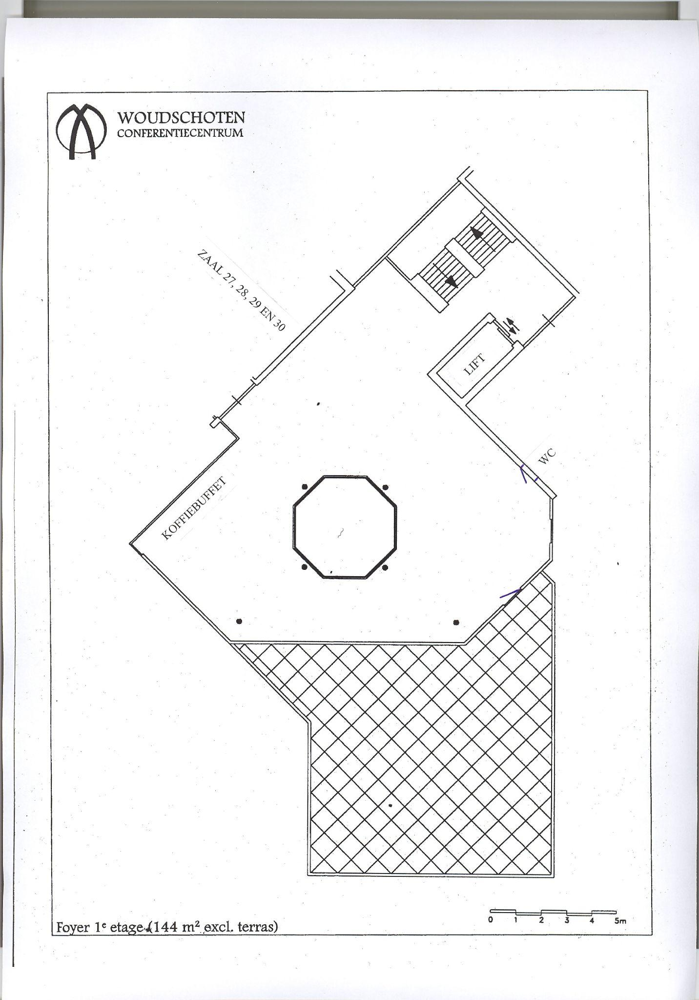 WOUDSCHOTEN
CONFERENTIECENTRUM
ZAAL 27, 28, 29 EN 30
LIFT
WC
KOFFIEBUFFET
0 1 2 3 4 5m
Foyer 1e etage (144 m² excl. terras)